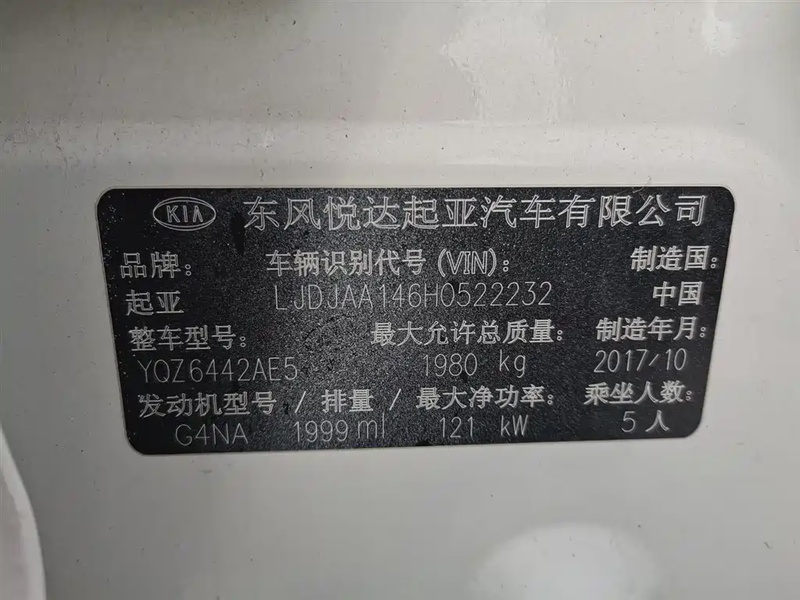 KIA 东风悦达起亚汽车有限公司
品牌: 车辆识别代号 (VIN): 制造国:
起亚 LJDJAA146H0522232 中国
整车型号: 最大允许总质量: 制造年月:
YQZ6442AE5 1980 kg 2017/10
发动机型号 / 排量 / 最大净功率: 乘坐人数:
G4NA 1999 ml 121 kW 5 人